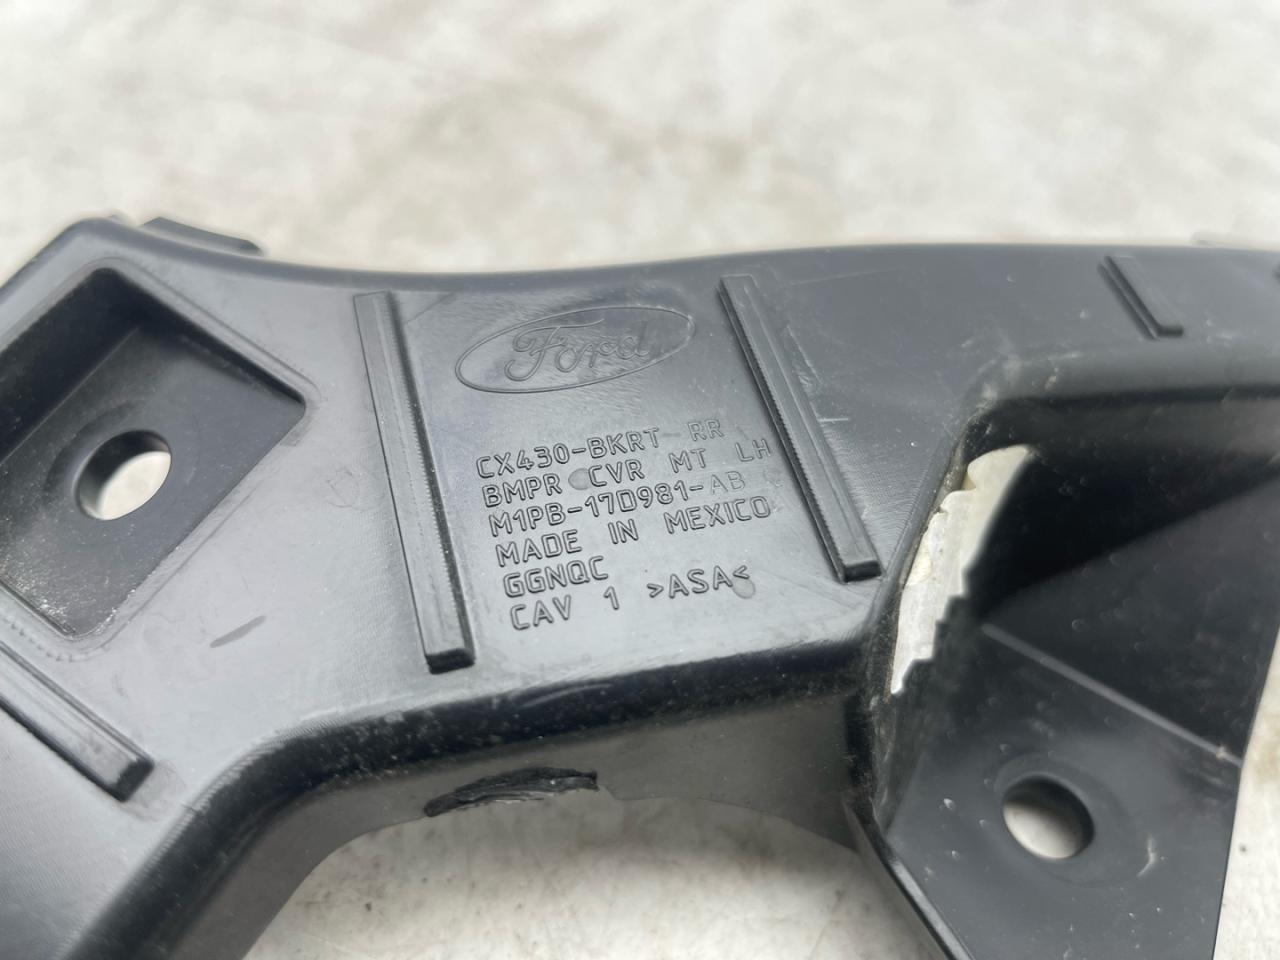 Ford
CX430-BKRT RR
BMPR CVR MT LH
M1PB-17D981-AB
MADE IN MEXICO
GGNQC
CAV 1 >ASA<